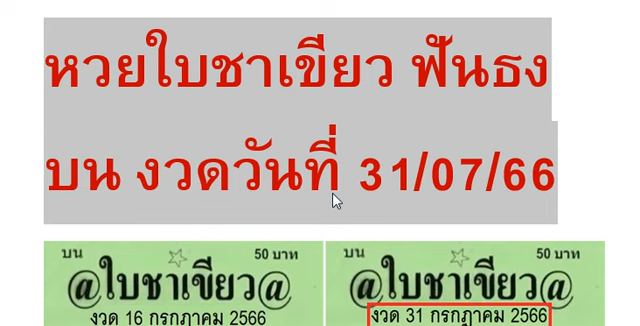 หวยใบชาเขียว ฟันธง
บน งวดวันที่ 31/07/66
บน 50 บาท
@ใบชาเขียว@
งวด 16 กรกฎาคม 2566
บน 50 บาท
@ใบชาเขียว@
งวด 31 กรกฎาคม 2566